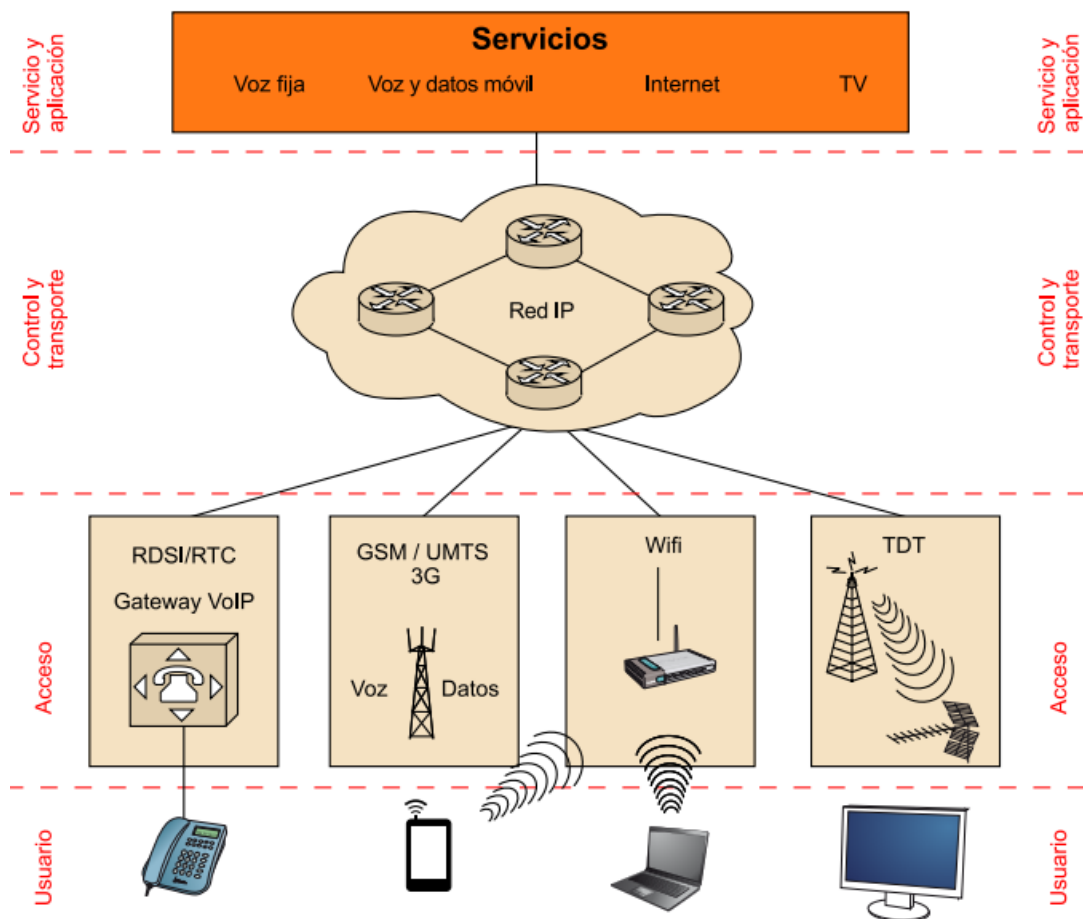 Servicios
Voz fija Voz y datos móvil Internet TV
Servicio y
aplicación
Servicio y
aplicación
Red IP
Control y
transporte
Control y
transporte
RDSI/RTC
Gateway VoIP
GSM / UMTS
3G
Voz Datos
Wifi
TDT
Acceso
Acceso
Usuario
Usuario